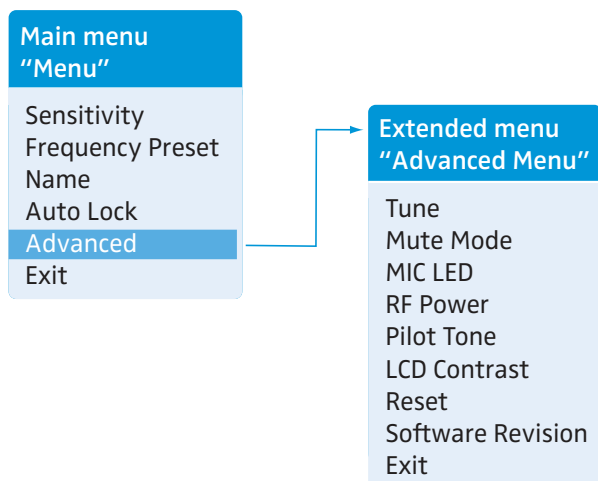 Main menu
“Menu”
Sensitivity
Frequency Preset
Name
Auto Lock
Advanced
Exit
Extended menu
“Advanced Menu”
Tune
Mute Mode
MIC LED
RF Power
Pilot Tone
LCD Contrast
Reset
Software Revision
Exit